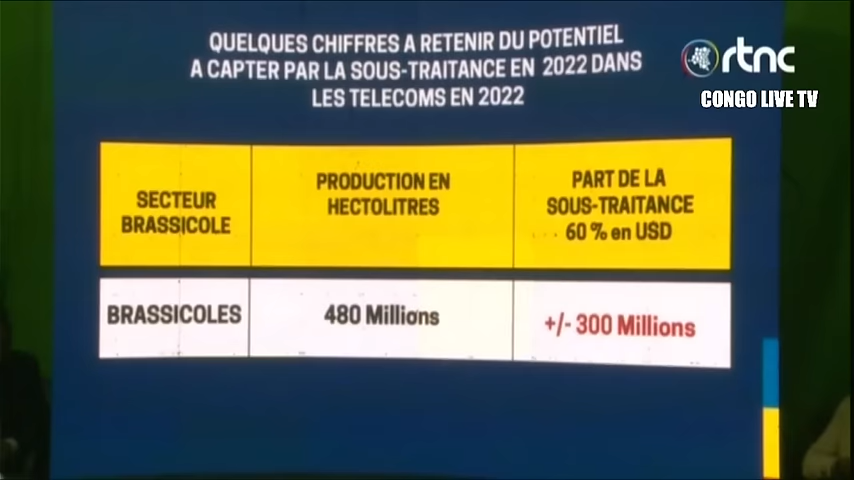 QUELQUES CHIFFRES A RETENIR DU POTENTIEL
A CAPTER PAR LA SOUS-TRAITANCE EN 2022 DANS
LES TELECOMS EN 2022
rtnc
CONGO LIVE TV
SECTEUR
BRASSICOLE
PRODUCTION EN
HECTOLITRES
PART DE LA
SOUS-TRAITANCE
60 % en USD
BRASSICOLES
480 Millions
+/- 300 Millions